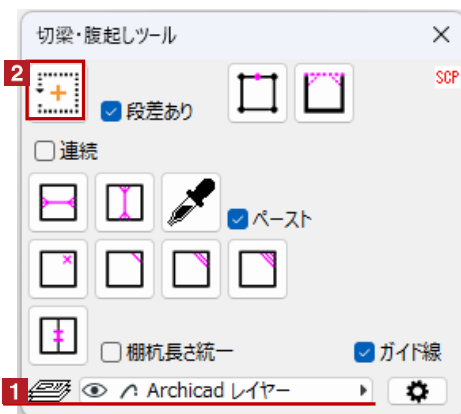 切梁・腹起しツール
2
段差あり
SCP
連続
ペースト
棚杭長さ統一
ガイド線
1
Archicad レイヤー